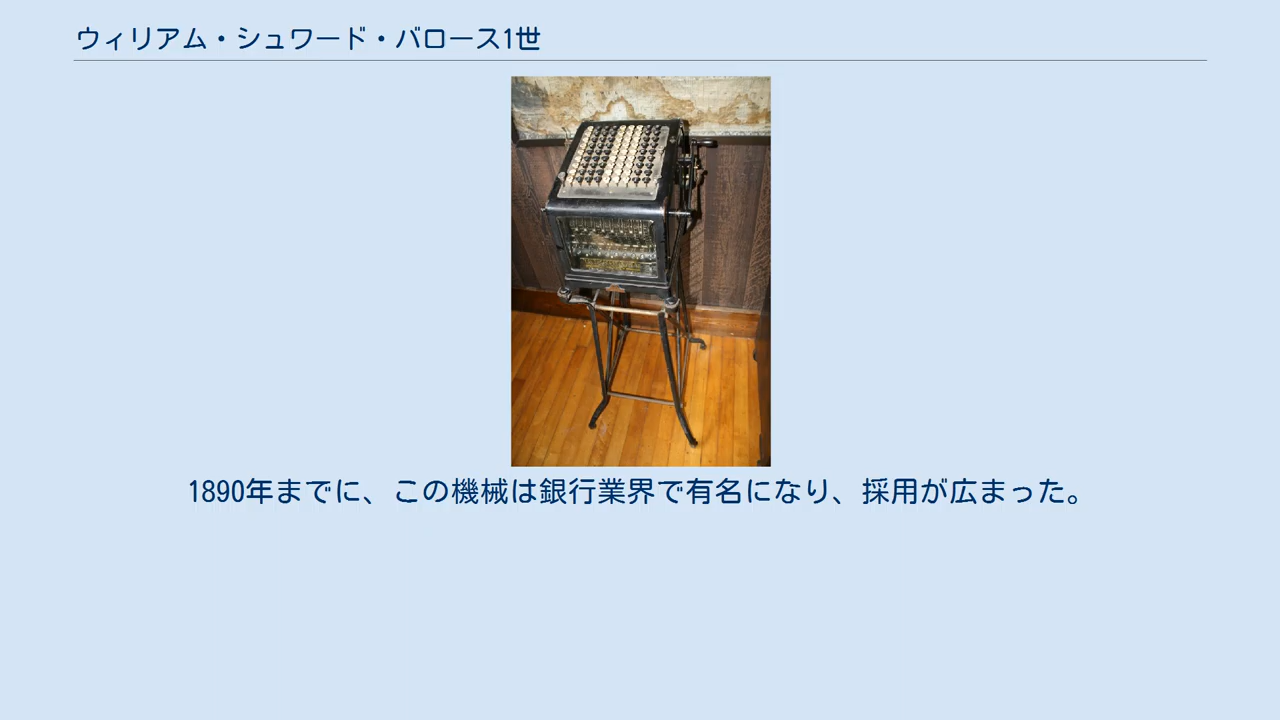 ウィリアム・シュワード・バロース1世
1890年までに、この機械は銀行業界で有名になり、採用が広まった。